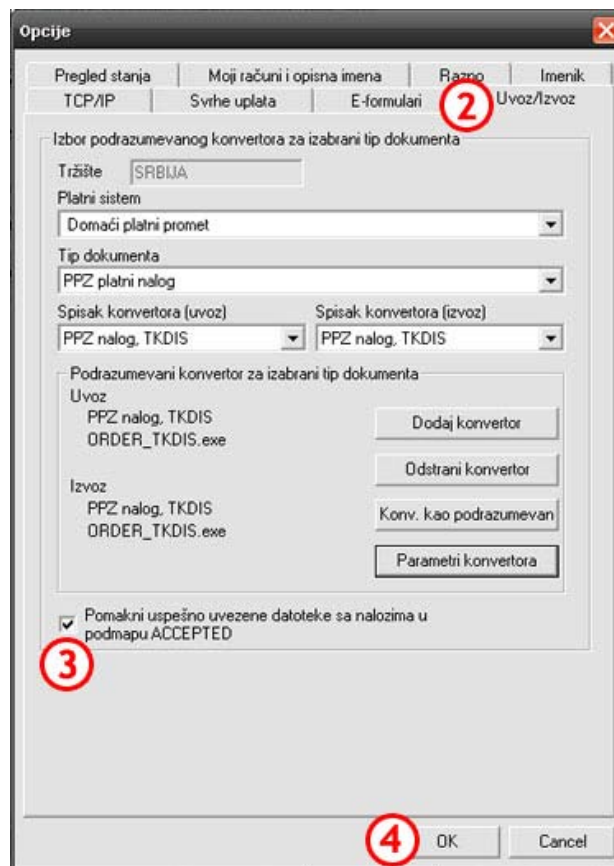 Opcije
Pregled stanja Moji računi i opisna imena Razno Imenik
TCP/IP Svrhe uplata E-formulari 2 Uvoz/Izvoz
Izbor podrazumevanog konvertora za izabrani tip dokumenta
Tržište SRBIJA
Platni sistem
Domaći platni promet
Tip dokumenta
PPZ platni nalog
Spisak konvertora (uvoz) Spisak konvertora (izvoz)
PPZ nalog, TKDIS PPZ nalog, TKDIS
Podrazumevani konvertor za izabrani tip dokumenta
Uvoz
PPZ nalog, TKDIS
ORDER_TKDIS.exe
Dodaj konvertor
Odstrani konvertor
Izvoz
PPZ nalog, TKDIS
ORDER_TKDIS.exe
Konv. kao podrazumevan
Parametri konvertora
Pomakni uspešno uvezene datoteke sa nalozima u
podmapu ACCEPTED
3
4 OK Cancel